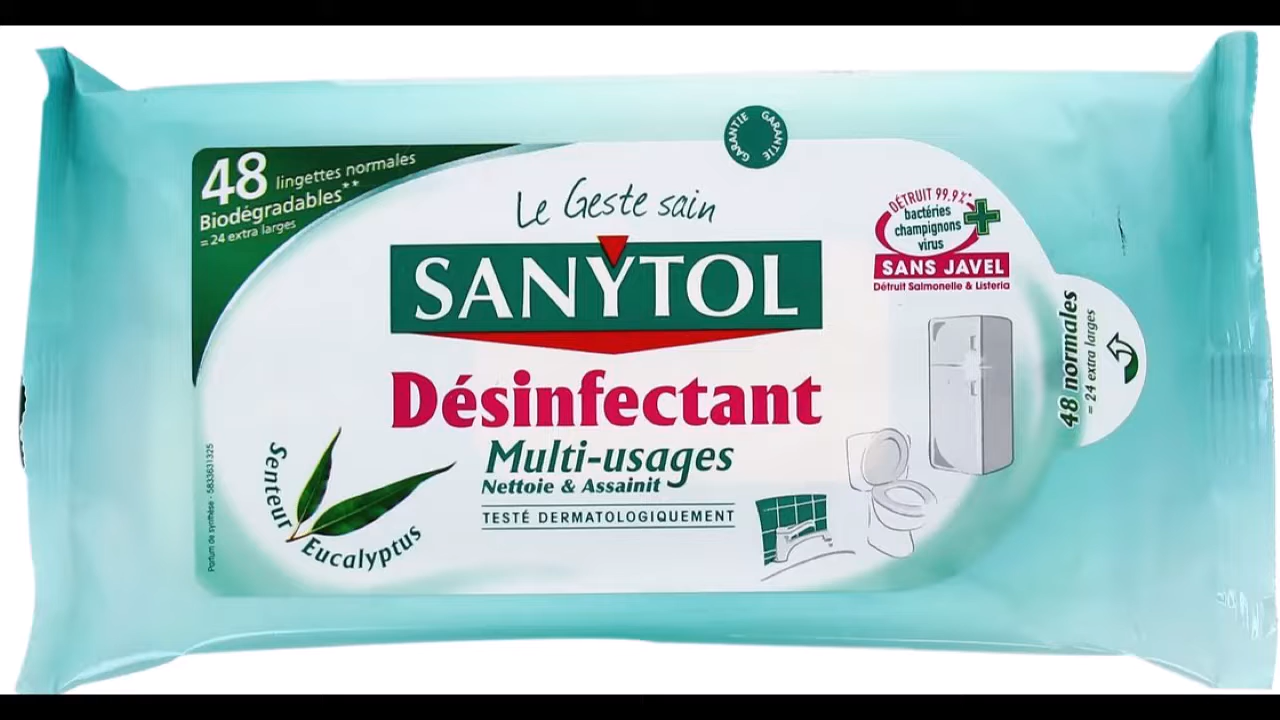 GARANTIE GARANTIE
48 lingettes normales
Biodégradables**
= 24 extra larges
Le Geste sain
SANYTOL
Désinfectant
Multi-usages
Nettoie & Assainit
TESTÉ DERMATOLOGIQUEMENT
DÉTRUIT 99.9%*
bactéries
champignons
virus
SANS JAVEL
Détruit Salmonelle & Listeria
48 normales
= 24 extra larges
Senteur
Eucalyptus
Parfum de synthèse - 5833631325